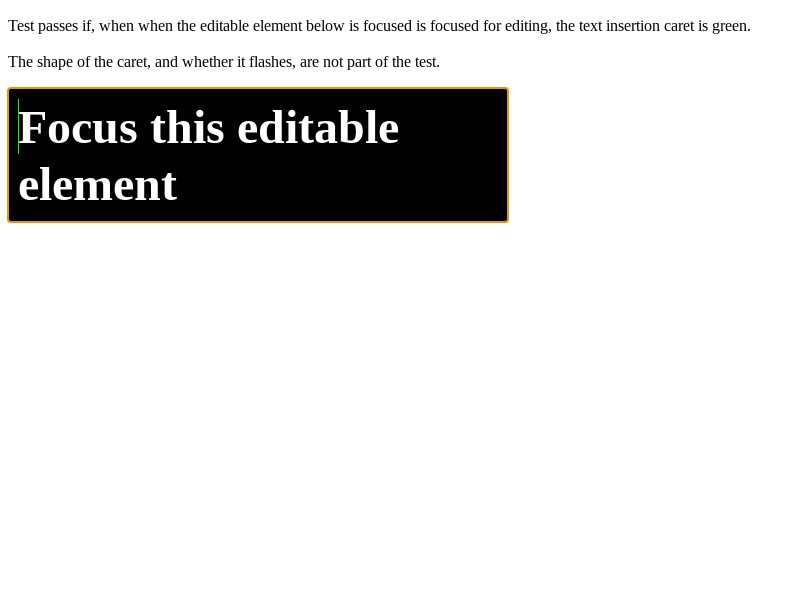 Test passes if, when when the editable element below is focused is focused for editing, the text insertion caret is green.
The shape of the caret, and whether it flashes, are not part of the test.
Focus this editable
element